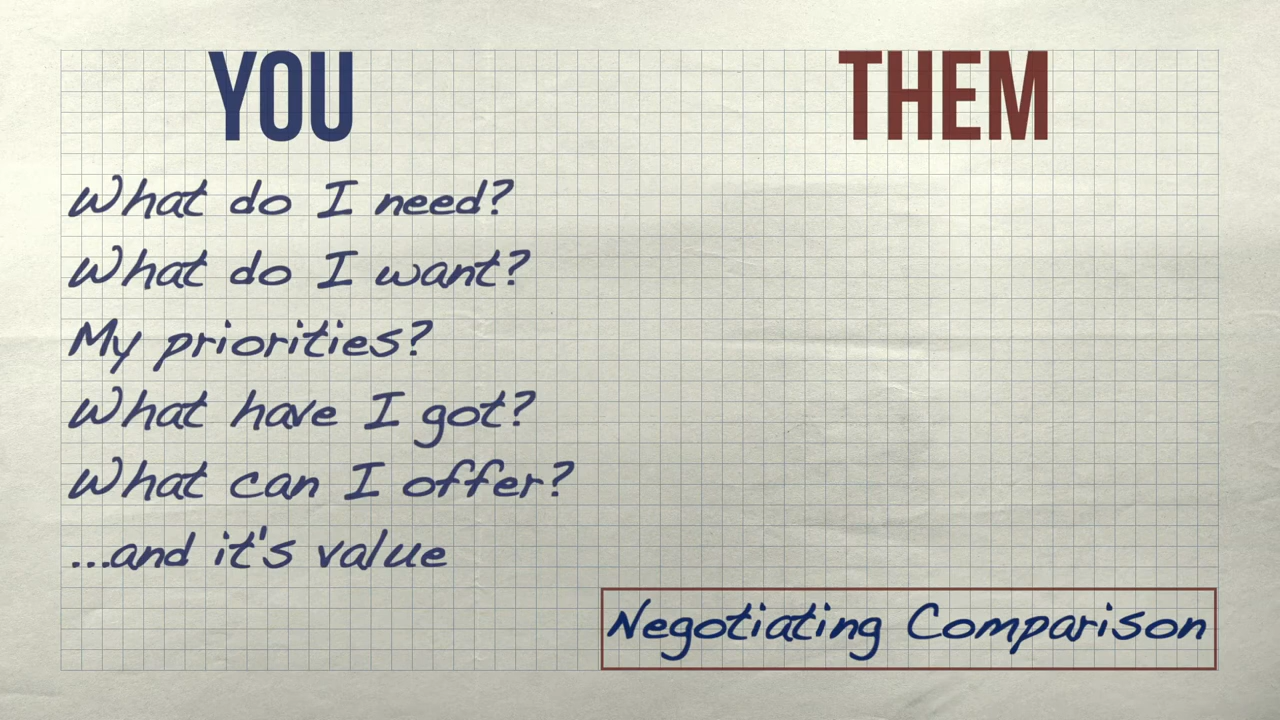 YOU
THEM
What do I need?
What do I want?
My priorities?
What have I got?
What can I offer?
...and it's value
Negotiating Comparison